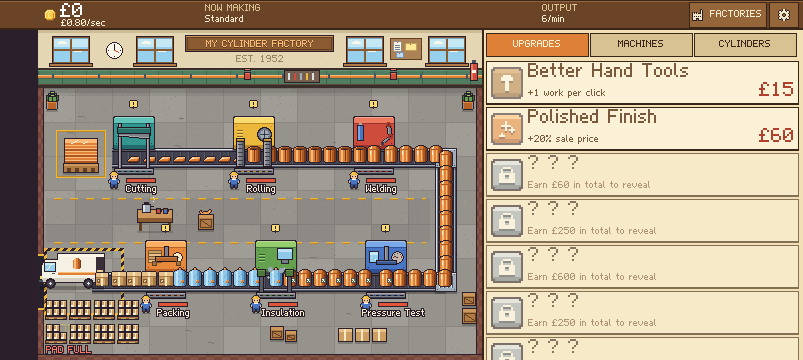 £0
£0.80/sec
NOW MAKING
Standard
OUTPUT
6/min
FACTORIES
MY CYLINDER FACTORY
EST. 1952
UPGRADES
MACHINES
CYLINDERS
Better Hand Tools
+1 work per click
£15
Polished Finish
+20% sale price
£60
? ? ?
Earn £60 in total to reveal
? ? ?
Earn £250 in total to reveal
? ? ?
Earn £600 in total to reveal
? ? ?
Earn £250 in total to reveal
? ? ?
!
!
!
Cutting
Rolling
Welding
!
!
!
Packing
Insulation
Pressure Test
PAD FULL